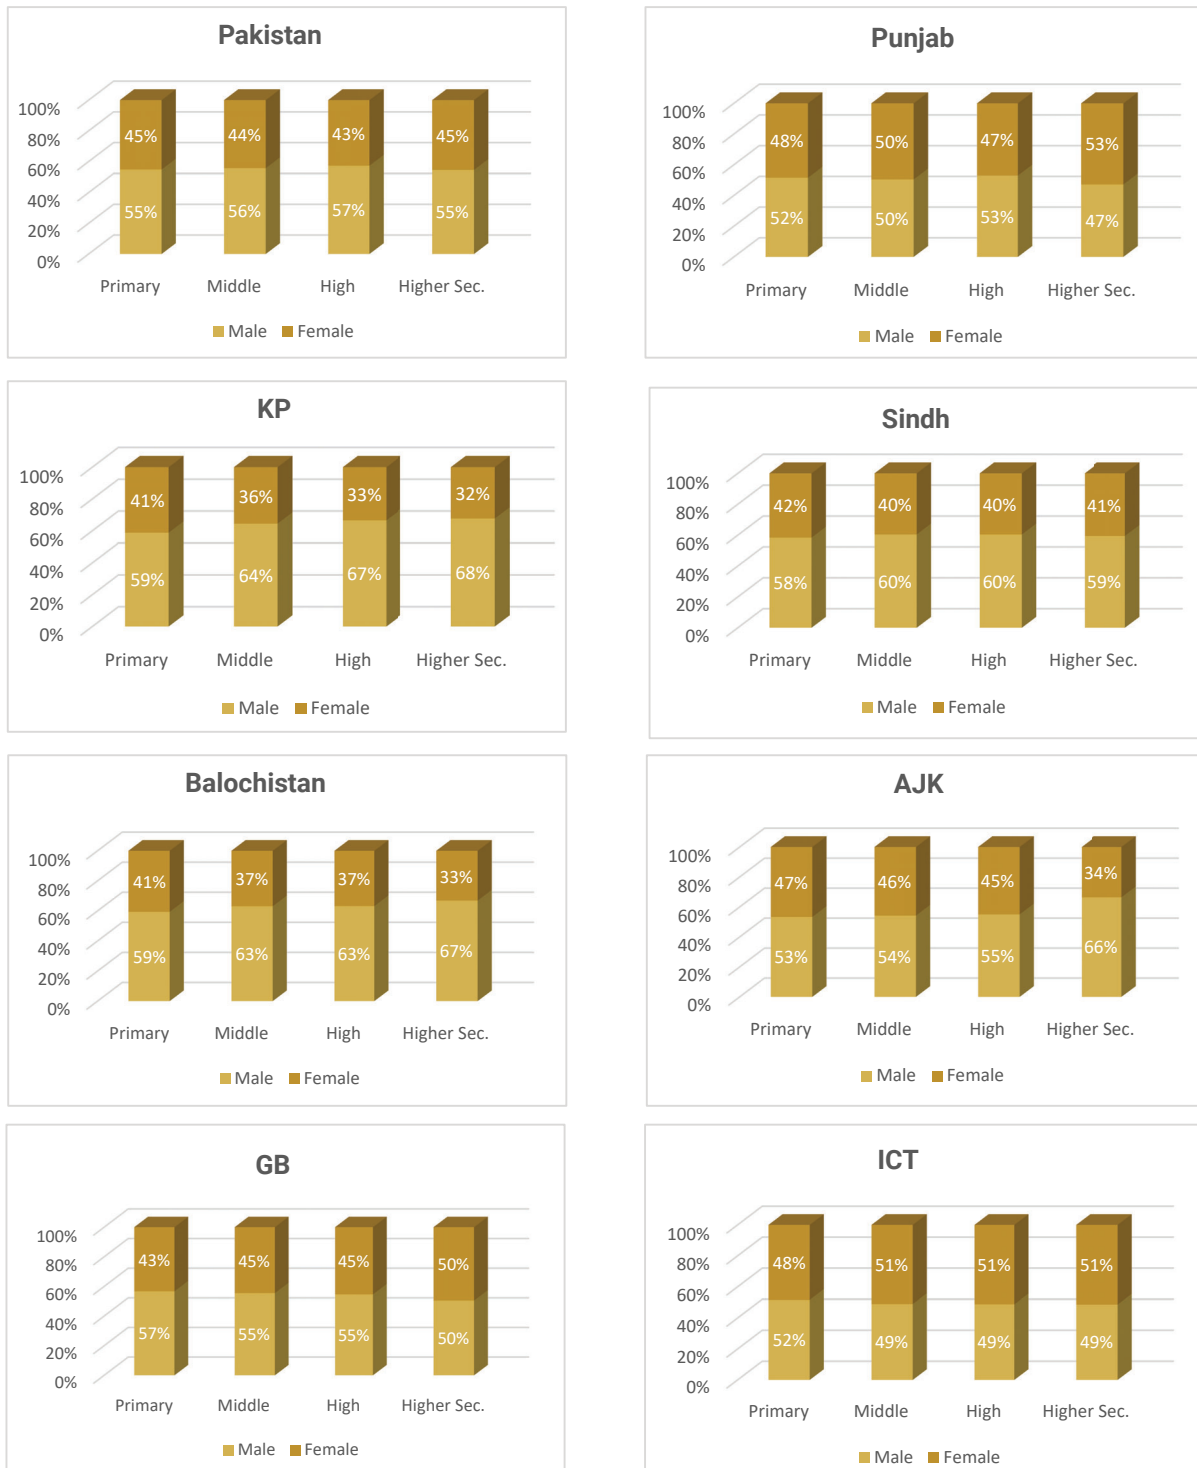 Pakistan
100%
80%
60%
40%
20%
0%
45% 44% 43% 45%
55% 56% 57% 55%
Primary Middle High Higher Sec.
Male Female
Punjab
100%
80%
60%
40%
20%
0%
48% 50% 47% 53%
52% 50% 53% 47%
Primary Middle High Higher Sec.
Male Female
KP
100%
80%
60%
40%
20%
0%
41% 36% 33% 32%
59% 64% 67% 68%
Primary Middle High Higher Sec.
Male Female
Sindh
100%
80%
60%
40%
20%
0%
42% 40% 40% 41%
58% 60% 60% 59%
Primary Middle High Higher Sec.
Male Female
Balochistan
100%
80%
60%
40%
20%
0%
41% 37% 37% 33%
59% 63% 63% 67%
Primary Middle High Higher Sec.
Male Female
AJK
100%
80%
60%
40%
20%
0%
47% 46% 45% 34%
53% 54% 55% 66%
Primary Middle High Higher Sec.
Male Female
GB
100%
80%
60%
40%
20%
0%
43% 45% 45% 50%
57% 55% 55% 50%
Primary Middle High Higher Sec.
Male Female
ICT
100%
80%
60%
40%
20%
0%
48% 51% 51% 51%
52% 49% 49% 49%
Primary Middle High Higher Sec.
Male Female